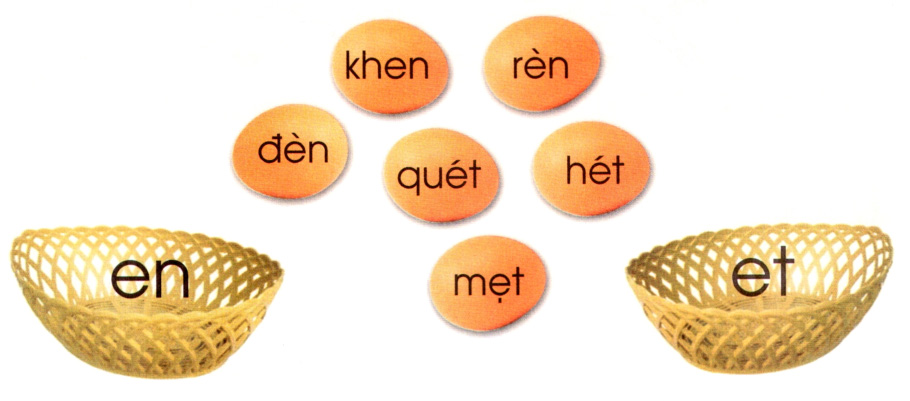 khen rèn
đèn quét hét
en mẹt et